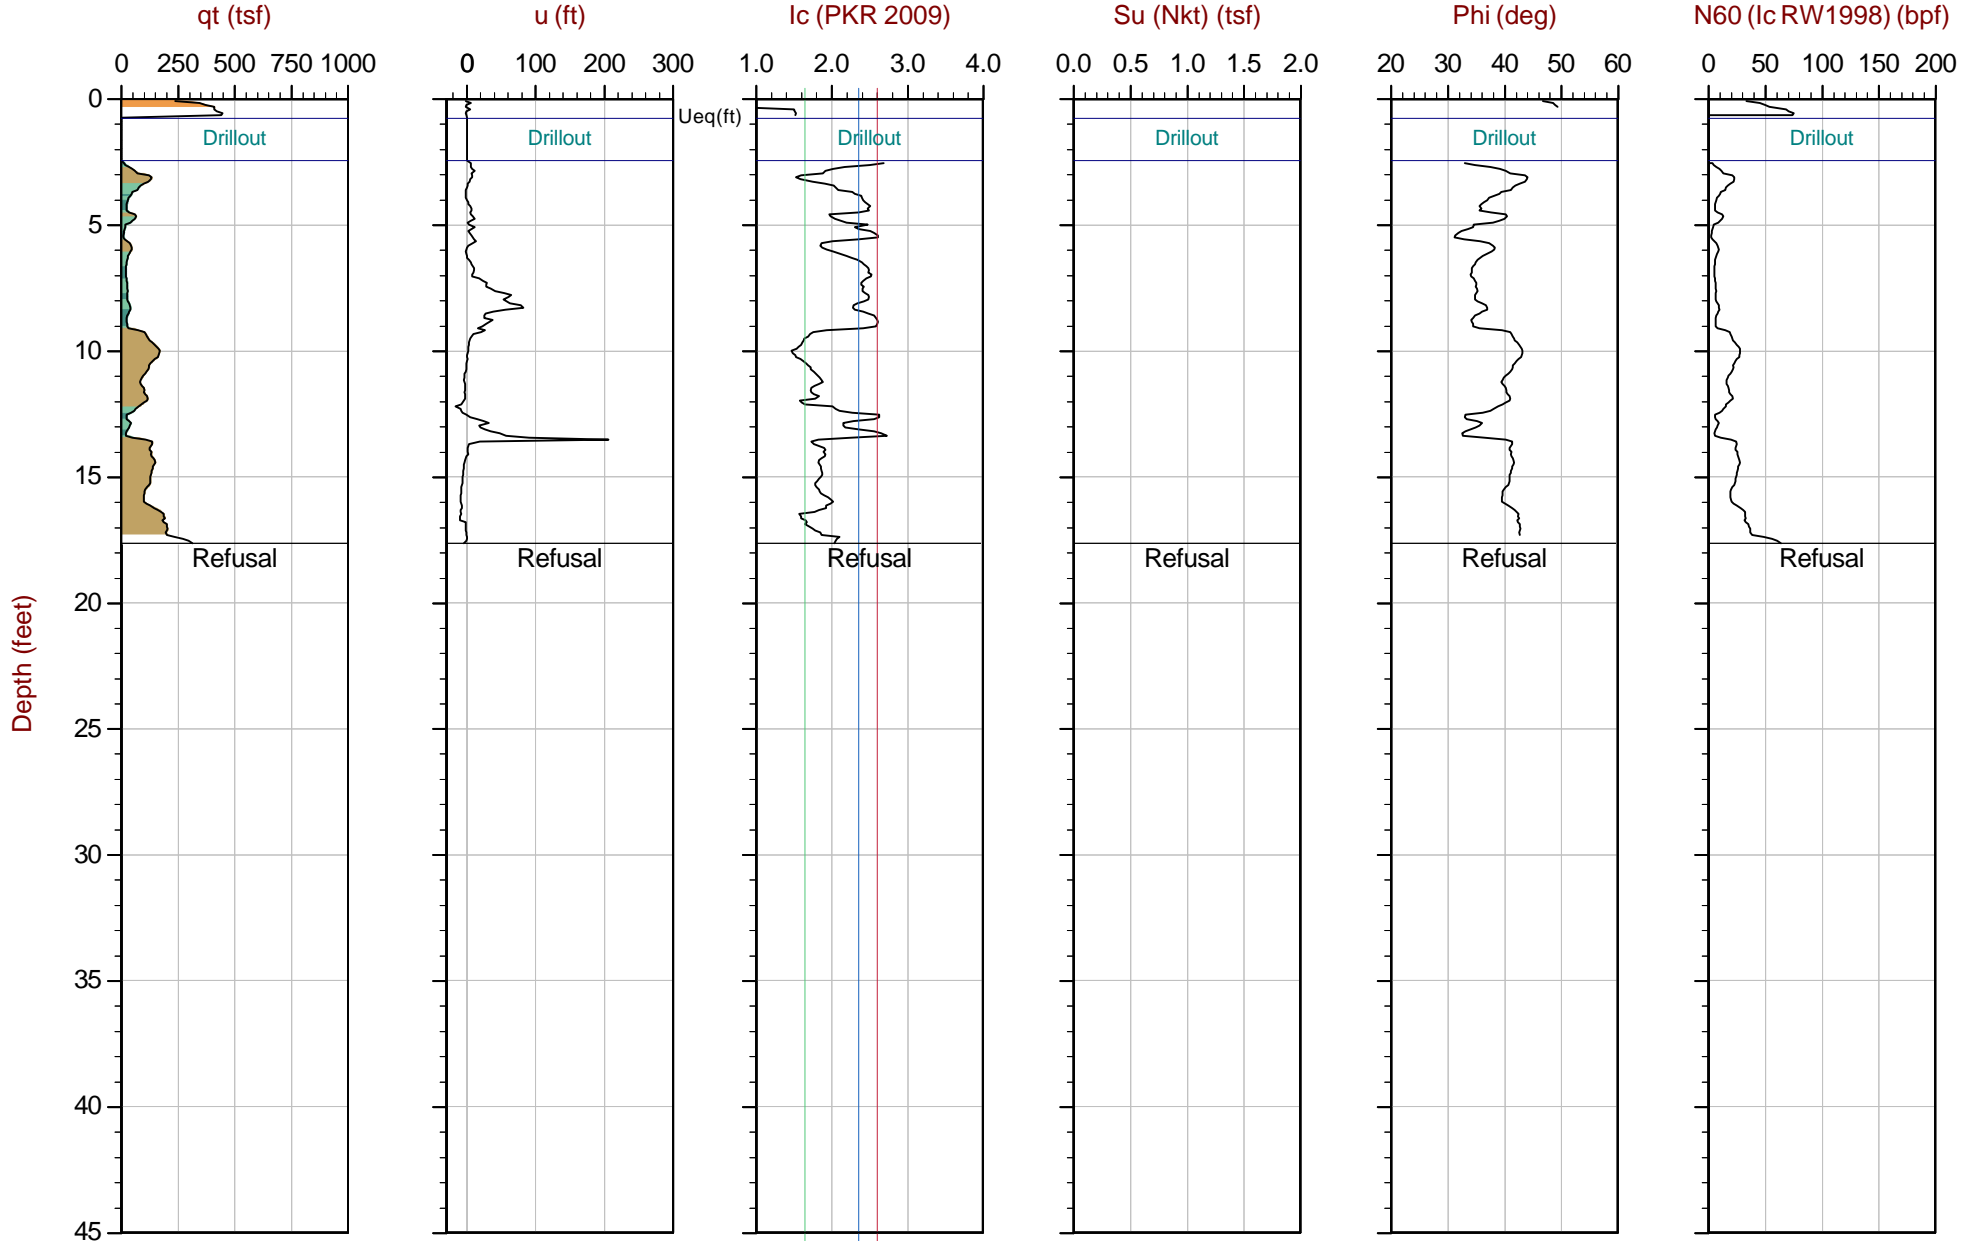 qt (tsf) u (ft) Ic (PKR 2009) Su (Nkt) (tsf) Phi (deg) N60 (Ic RW1998) (bpf)
0 250 500 750 1000 0 100 200 300 1.0 2.0 3.0 4.0 0.0 0.5 1.0 1.5 2.0 20 30 40 50 60 0 50 100 150 200
0
Ueq(ft)
Drillout Drillout Drillout Drillout Drillout Drillout
5
10
15
Refusal Refusal Refusal Refusal Refusal Refusal
20
Depth (feet)
25
30
35
40
45